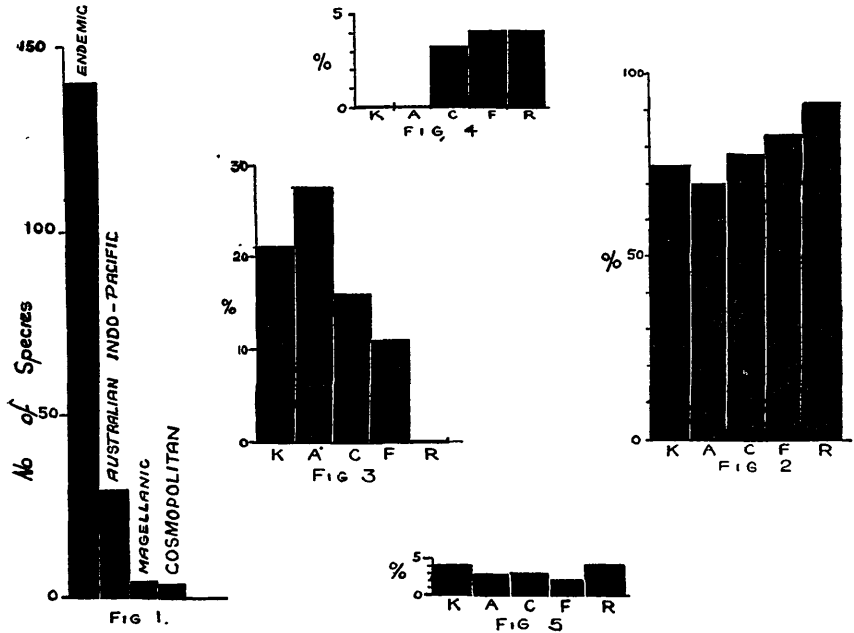 No of Species
150
100
50
0
ENDEMIC
AUSTRALIAN INDO-PACIFIC
MAGELLANIC
COSMOPOLITAN
FIG 1.
%
5
0
K A C F R
FIG. 4
%
30
20
10
0
K A C F R
FIG 3
%
100
50
0
K A C F R
FIG 2
%
5
0
K A C F R
FIG 5